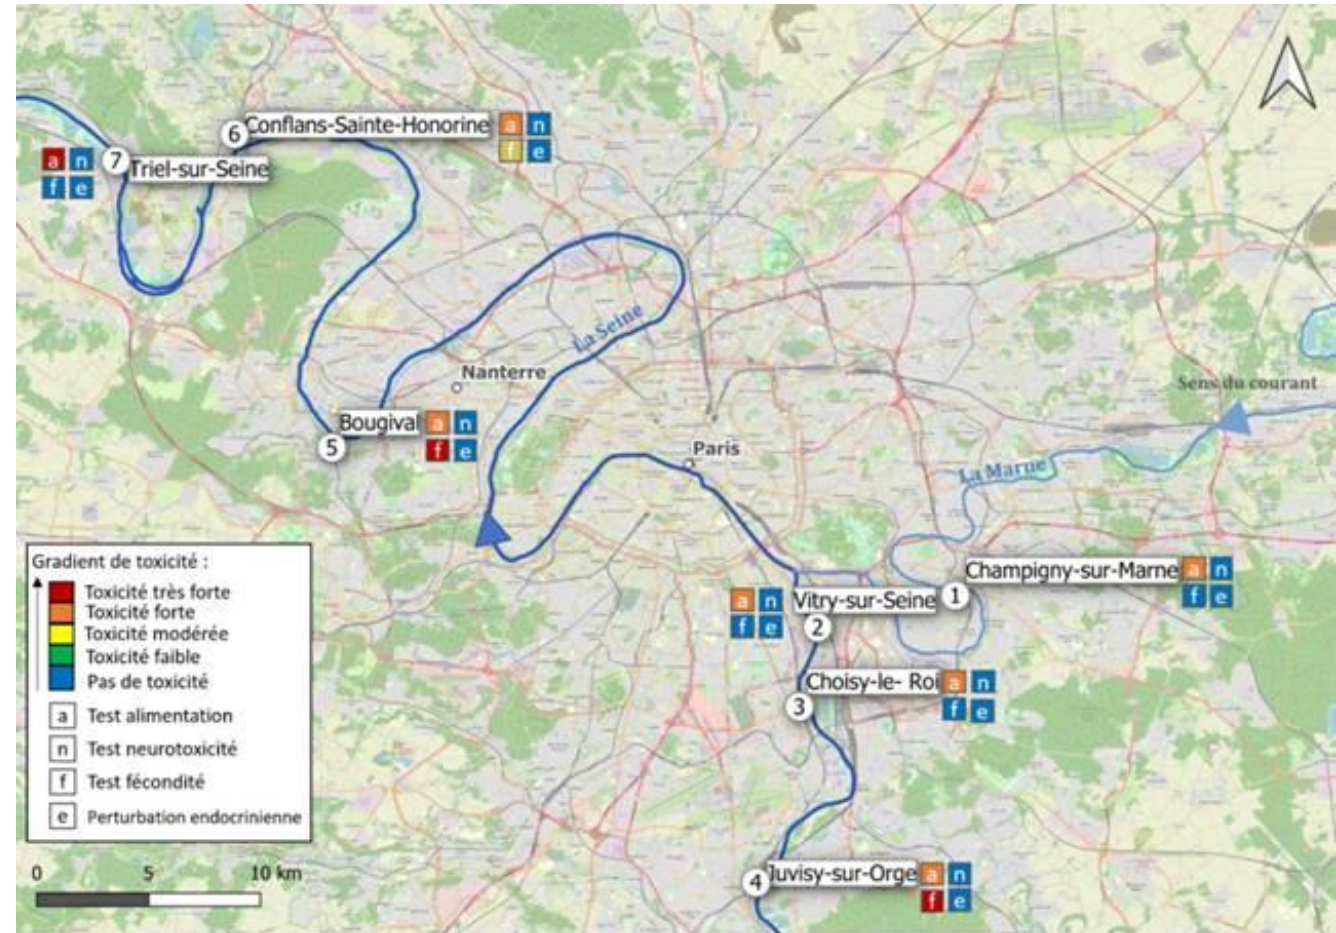 6 Conflans-Sainte-Honorine a n
f e
a n 7 Triel-sur-Seine
f e
La Seine
Nanterre
Sens du courant
Bougival a n
5 f e
Paris
La Marne
Champigny-sur-Marne a n
1 f e
a n Vitry-sur-Seine
f e 2
Choisy-le- Roi a n
3 f e
4 Juvisy-sur-Orge a n
f e
Gradient de toxicité :
Toxicité très forte
Toxicité forte
Toxicité modérée
Toxicité faible
Pas de toxicité
a Test alimentation
n Test neurotoxicité
f Test fécondité
e Perturbation endocrinienne
0 5 10 km